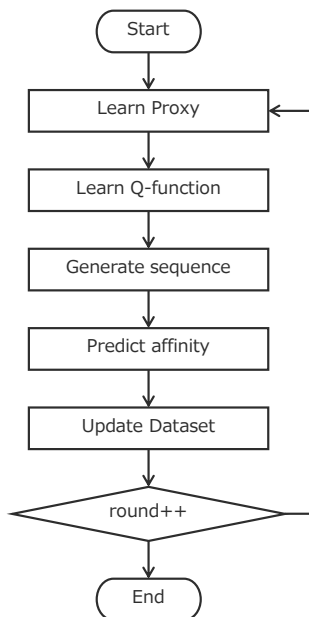 Start
Learn Proxy
Learn Q-function
Generate sequence
Predict affinity
Update Dataset
round++
End